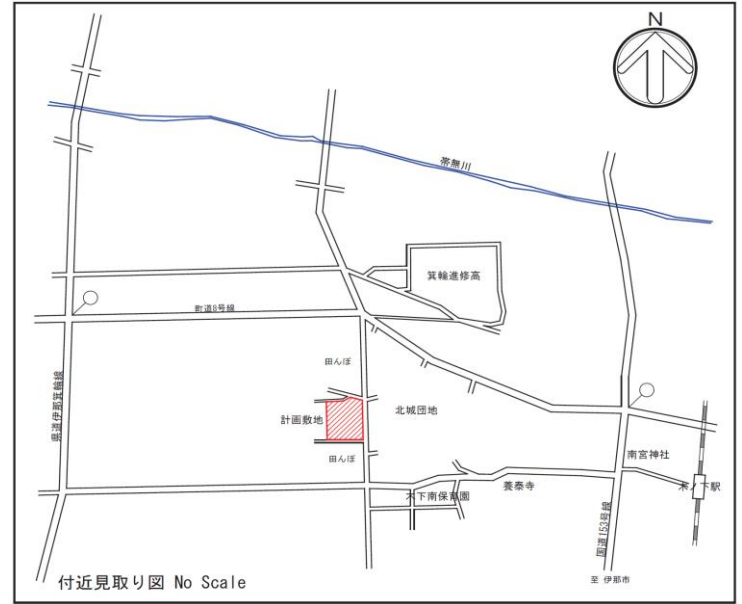 N
帯無川
箕輪進修高
町道8号線
田んぼ
県道伊那箕輪線
計画敷地
北城団地
田んぼ
南宮神社
養泰寺
木下南保育園
木ノ下駅
国道153号線
付近見取り図 No Scale
至 伊那市